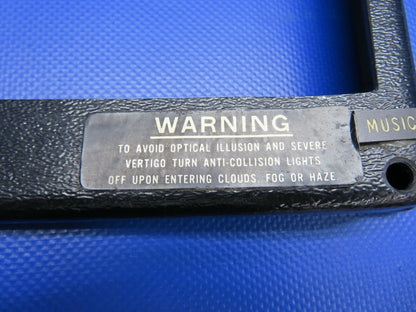 WARNING
TO AVOID OPTICAL ILLUSION AND SEVERE
VERTIGO TURN ANTI-COLLISION LIGHTS
OFF UPON ENTERING CLOUDS, FOG OR HAZE
MUSIC